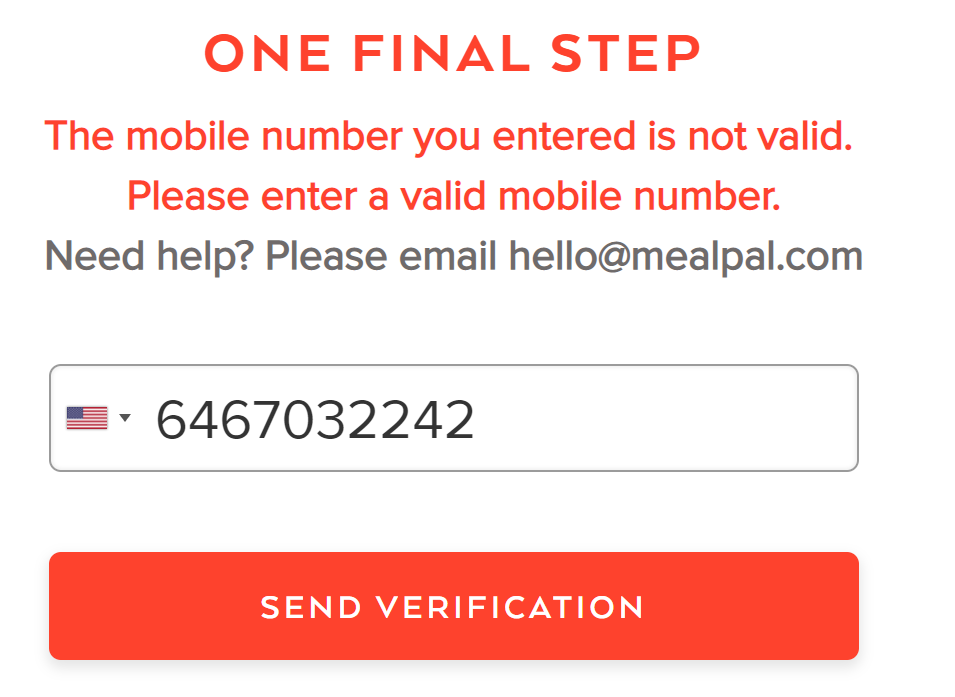 ONE FINAL STEP
The mobile number you entered is not valid.
Please enter a valid mobile number.
Need help? Please email hello@mealpal.com
6467032242
SEND VERIFICATION